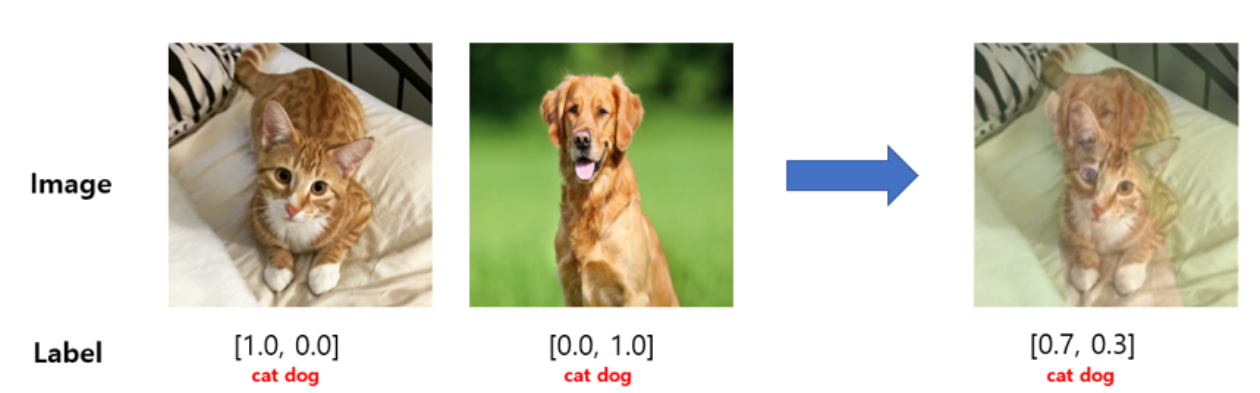 Image
Label
[1.0, 0.0]
cat dog
[0.0, 1.0]
cat dog
[0.7, 0.3]
cat dog